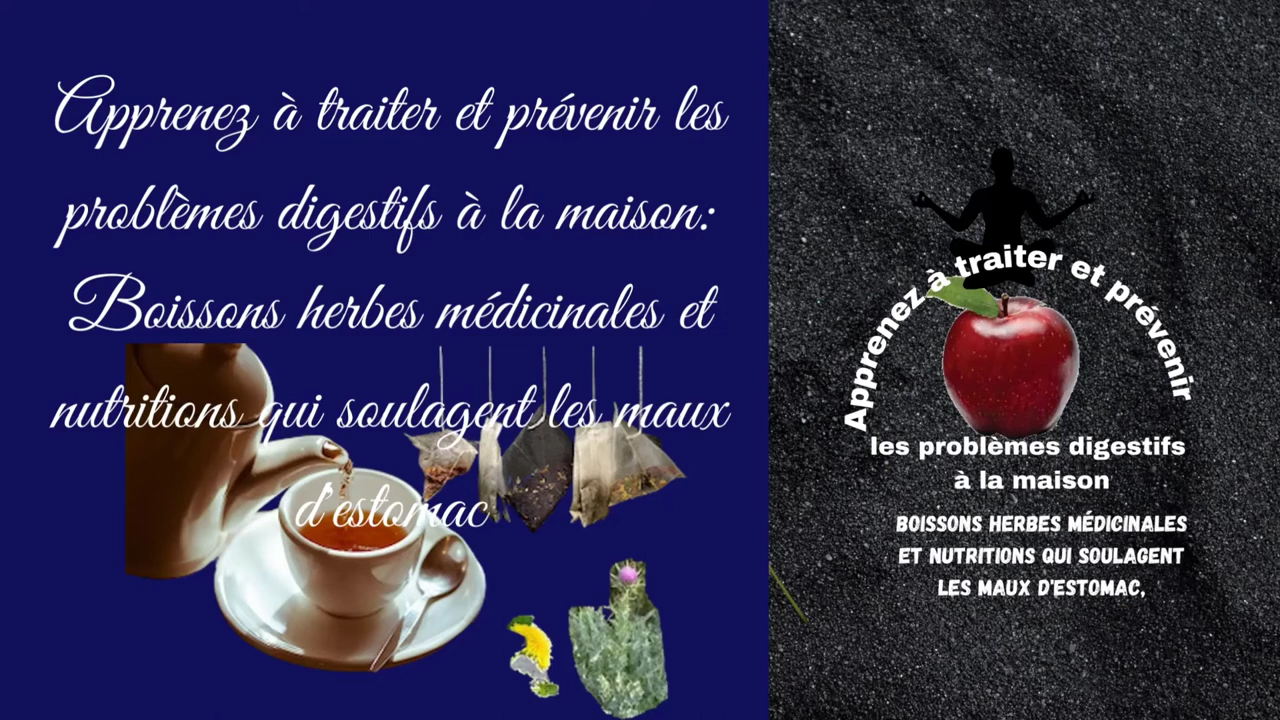 Apprenez à traiter et prévenir les
problèmes digestifs à la maison:
Boissons herbes médicinales et
nutritions qui soulagent les maux
d'estomac
Apprenez à traiter et prévenir
les problèmes digestifs
à la maison
BOISSONS HERBES MÉDICINALES
ET NUTRITIONS QUI SOULAGENT
LES MAUX D'ESTOMAC,